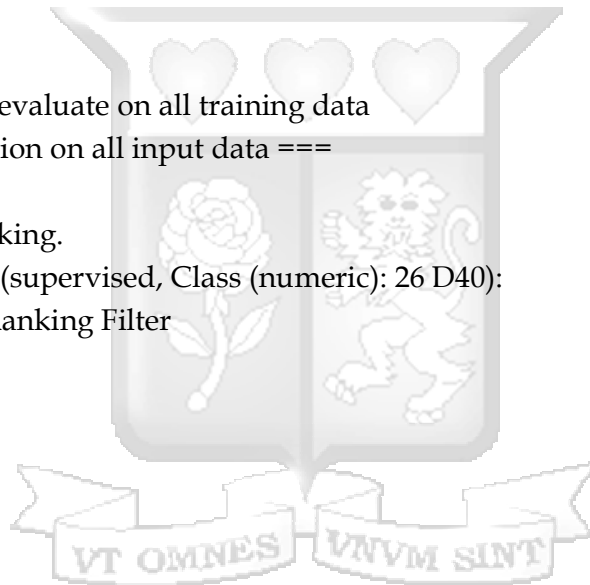 evaluate on all training data
ion on all input data ===
king.
(supervised, Class (numeric): 26 D40):
anking Filter
VT OMNES VNVM SINT